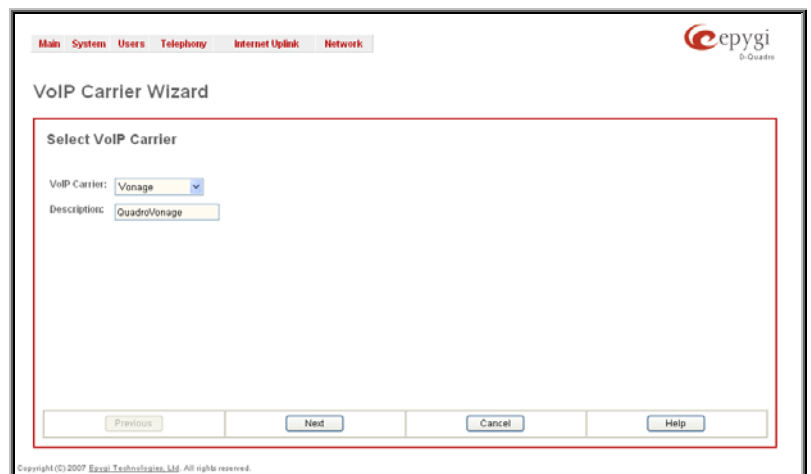 Main System Users Telephony Internet Uplink Network
epygi
D-Quadro
VoIP Carrier Wizard
Select VoIP Carrier
VoIP Carrier: Vonage
Description: QuadroVonage
Previous Next Cancel Help
Copyright (C) 2007 Epygi Technologies, Ltd. All rights reserved.